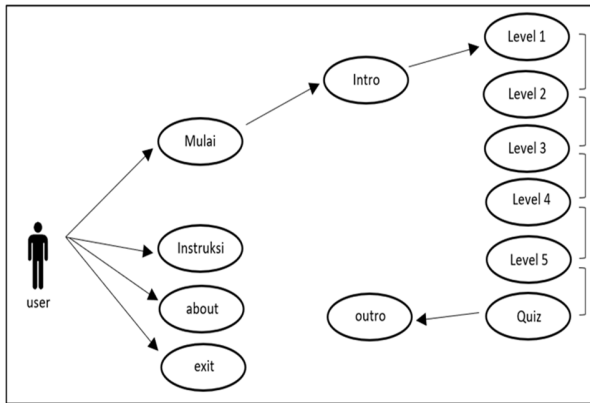 Level 1
Intro
Level 2
Mulai
Level 3
Level 4
Instruksi
Level 5
user
about
outro
Quiz
exit